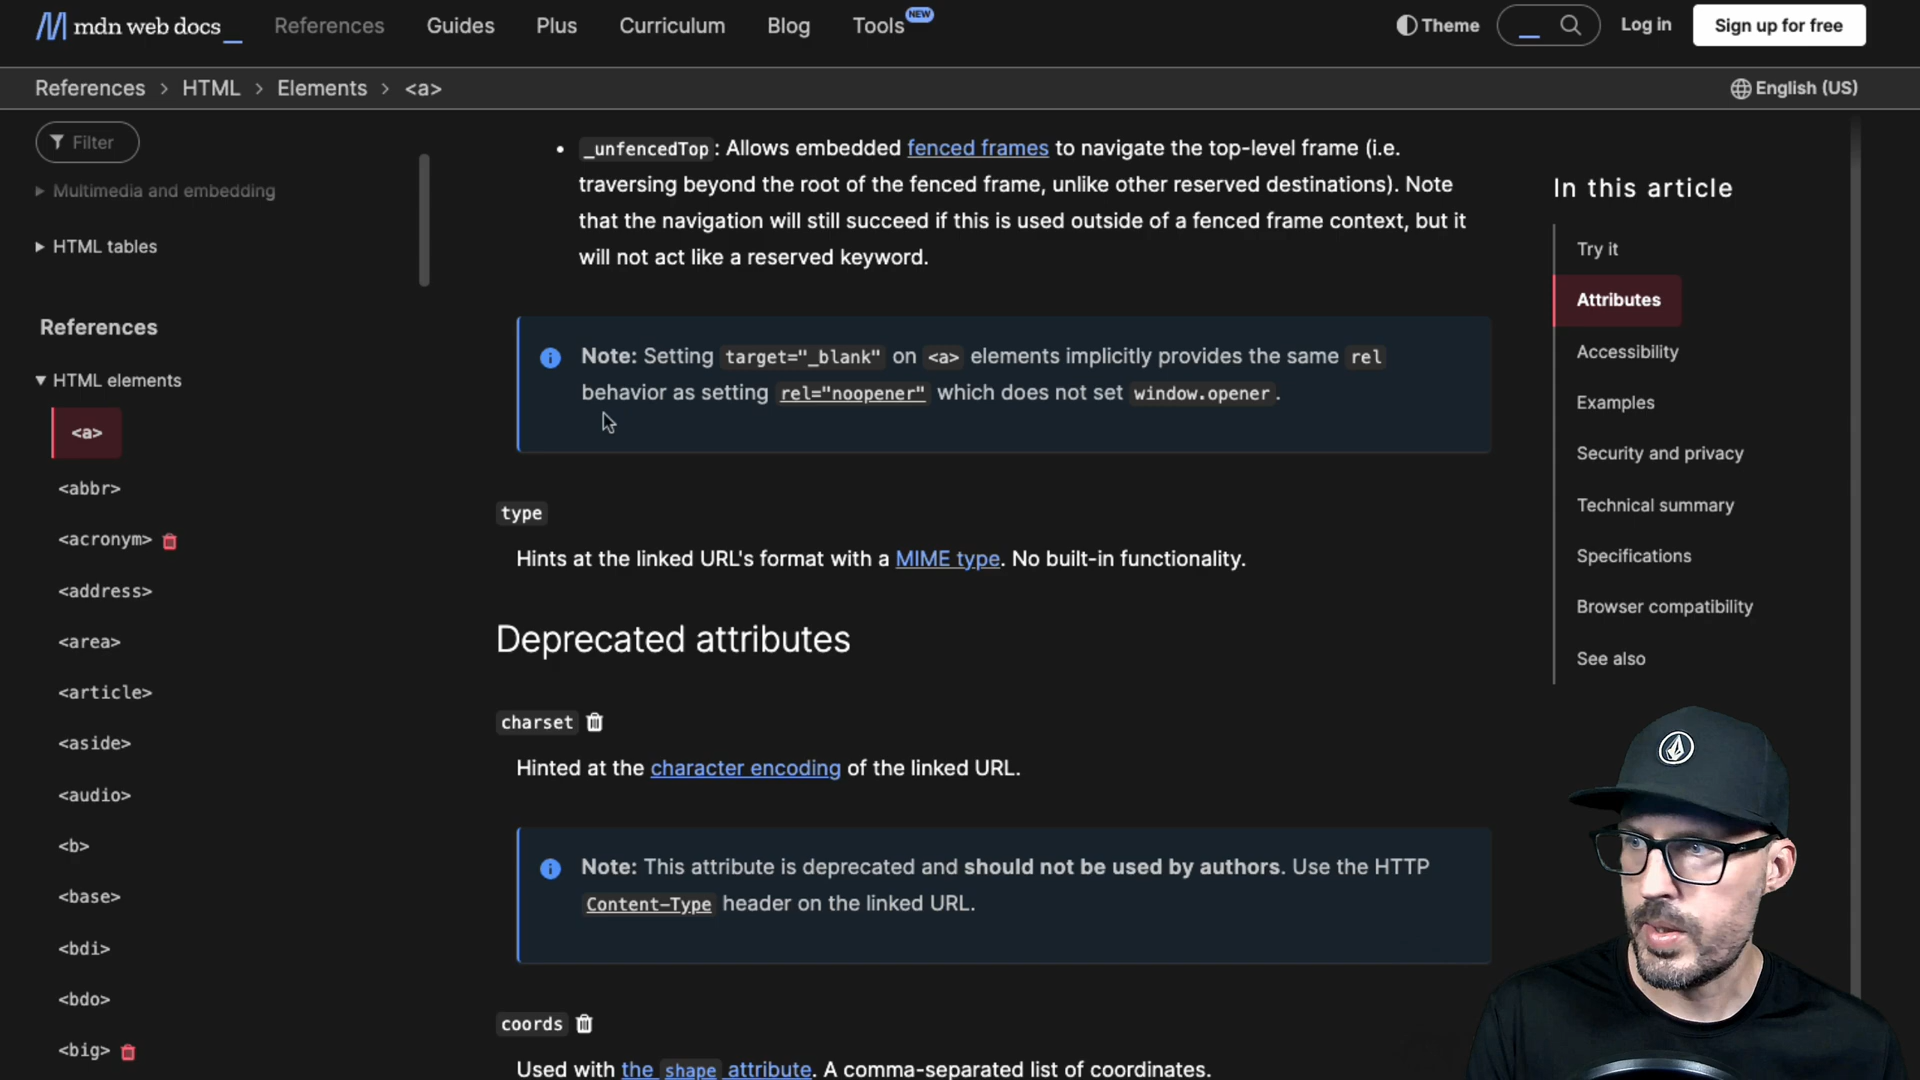 mdn web docs_
References
Guides
Plus
Curriculum
Blog
Tools NEW
Theme
Log in
Sign up for free
References > HTML > Elements > <a>
English (US)
Filter
Multimedia and embedding
HTML tables
References
HTML elements
<a>
<abbr>
<acronym>
<address>
<area>
<article>
<aside>
<audio>
<b>
<base>
<bdi>
<bdo>
<big>
• _unfencedTop: Allows embedded fenced frames to navigate the top-level frame (i.e.
traversing beyond the root of the fenced frame, unlike other reserved destinations). Note
that the navigation will still succeed if this is used outside of a fenced frame context, but it
will not act like a reserved keyword.
Note: Setting target="_blank" on <a> elements implicitly provides the same rel
behavior as setting rel="noopener" which does not set window.opener.
type
Hints at the linked URL's format with a MIME type. No built-in functionality.
Deprecated attributes
charset
Hinted at the character encoding of the linked URL.
Note: This attribute is deprecated and should not be used by authors. Use the HTTP
Content-Type header on the linked URL.
coords
Used with the shape attribute. A comma-separated list of coordinates.
In this article
Try it
Attributes
Accessibility
Examples
Security and privacy
Technical summary
Specifications
Browser compatibility
See also